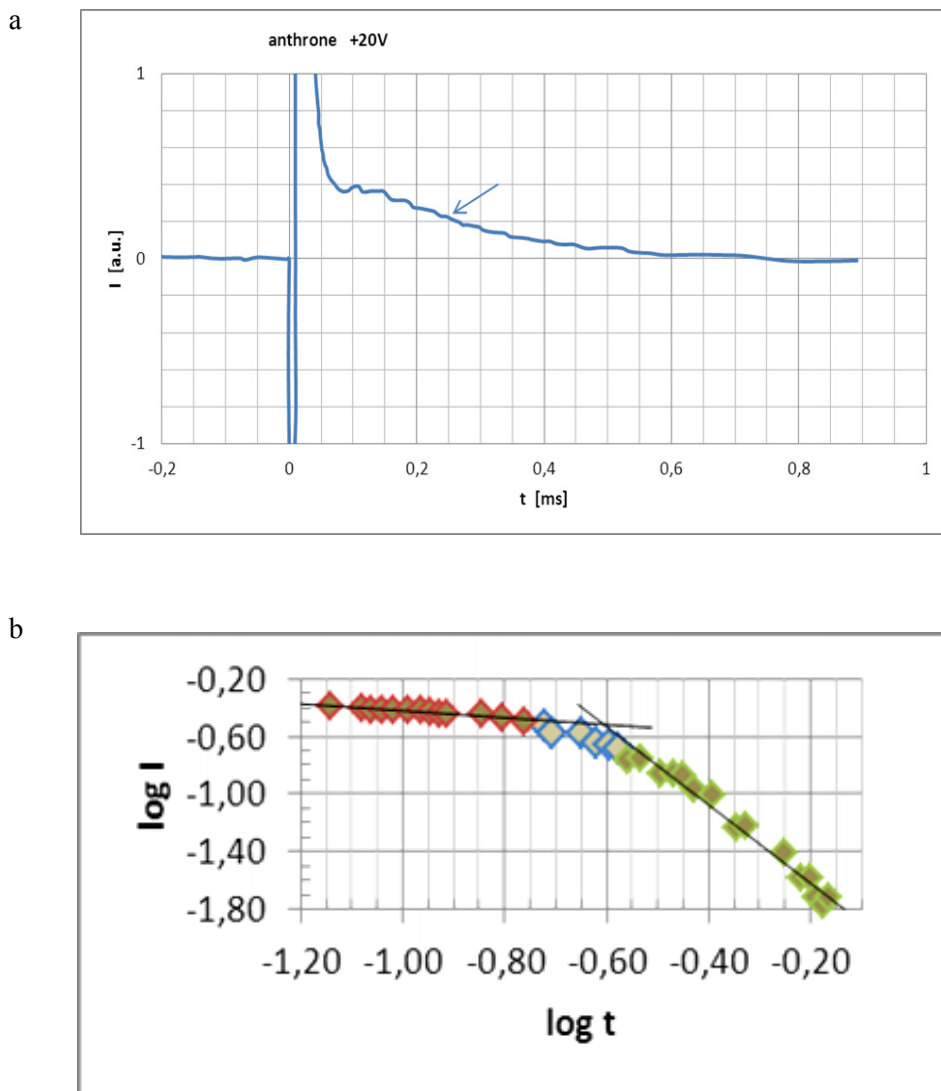 a
anthrone +20V
1
0
-1
I [a.u.]
-0,2 0 0,2 0,4 0,6 0,8 1
t [ms]
b
-0,20
-0,60
-1,00
-1,40
-1,80
log I
-1,20 -1,00 -0,80 -0,60 -0,40 -0,20
log t